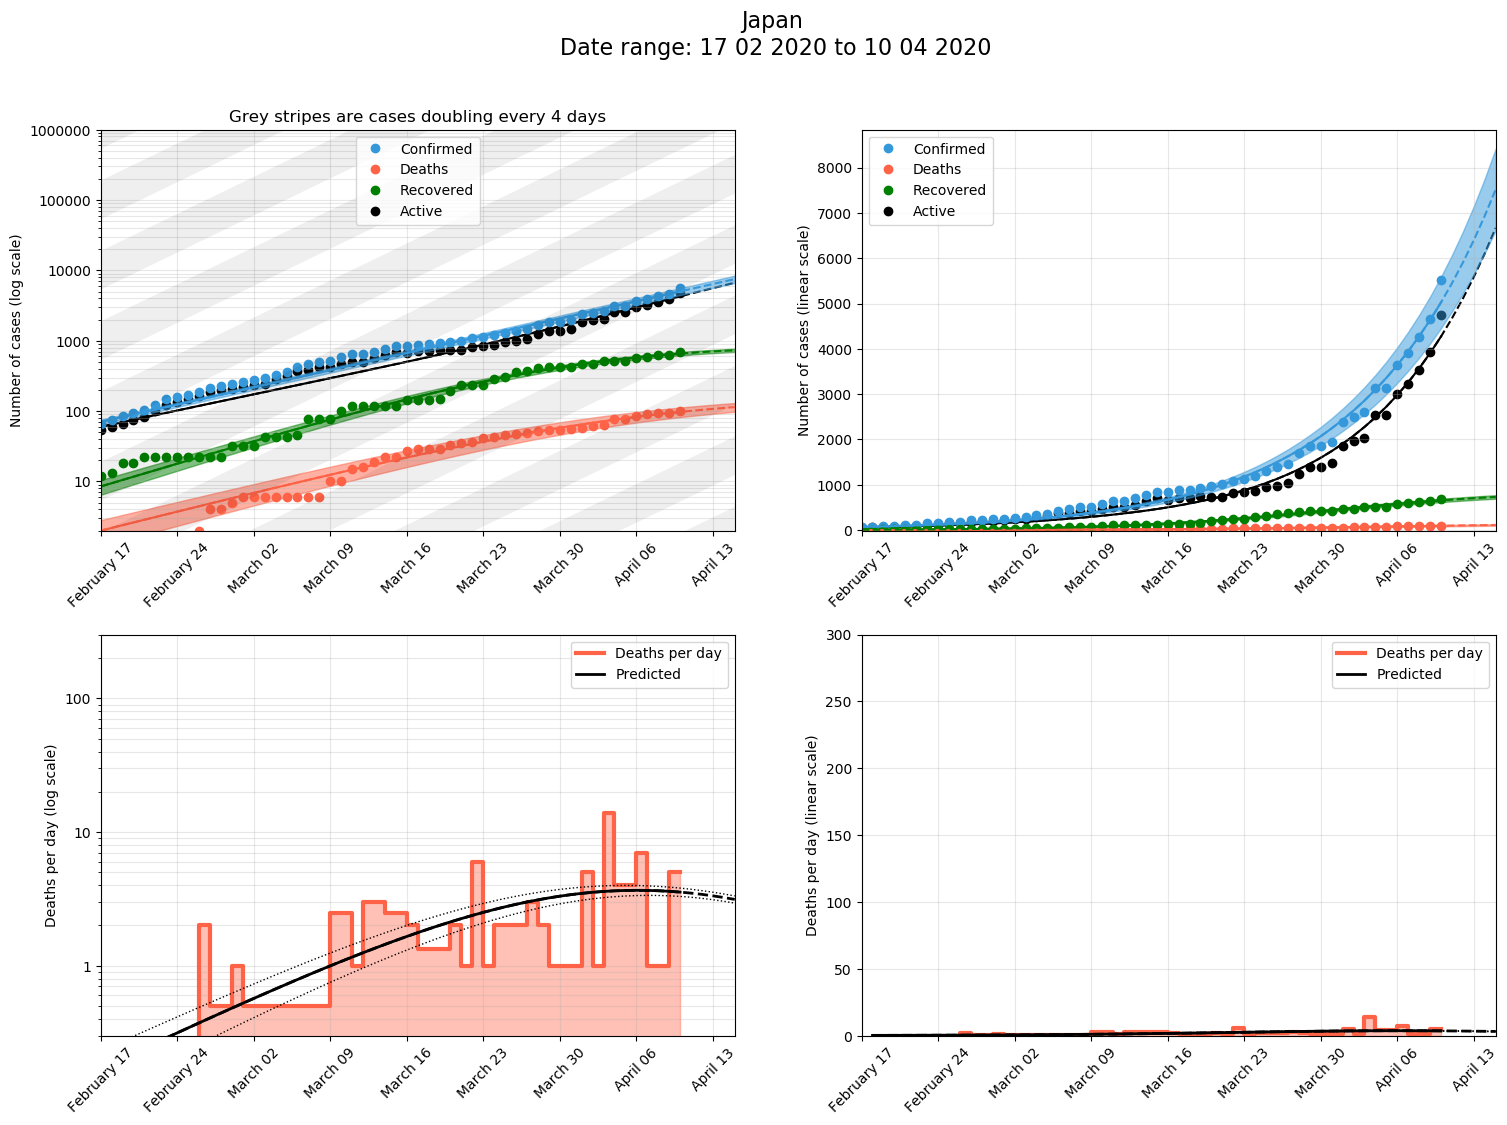 Japan
Date range: 17 02 2020 to 10 04 2020
Grey stripes are cases doubling every 4 days
Number of cases (log scale)
1000000
100000
10000
1000
100
10
Confirmed
Deaths
Recovered
Active
February 17
February 24
March 02
March 09
March 16
March 23
March 30
April 06
April 13
Number of cases (linear scale)
8000
7000
6000
5000
4000
3000
2000
1000
0
Confirmed
Deaths
Recovered
Active
February 17
February 24
March 02
March 09
March 16
March 23
March 30
April 06
April 13
Deaths per day (log scale)
100
10
1
Deaths per day
Predicted
February 17
February 24
March 02
March 09
March 16
March 23
March 30
April 06
April 13
Deaths per day (linear scale)
300
250
200
150
100
50
0
Deaths per day
Predicted
February 17
February 24
March 02
March 09
March 16
March 23
March 30
April 06
April 13